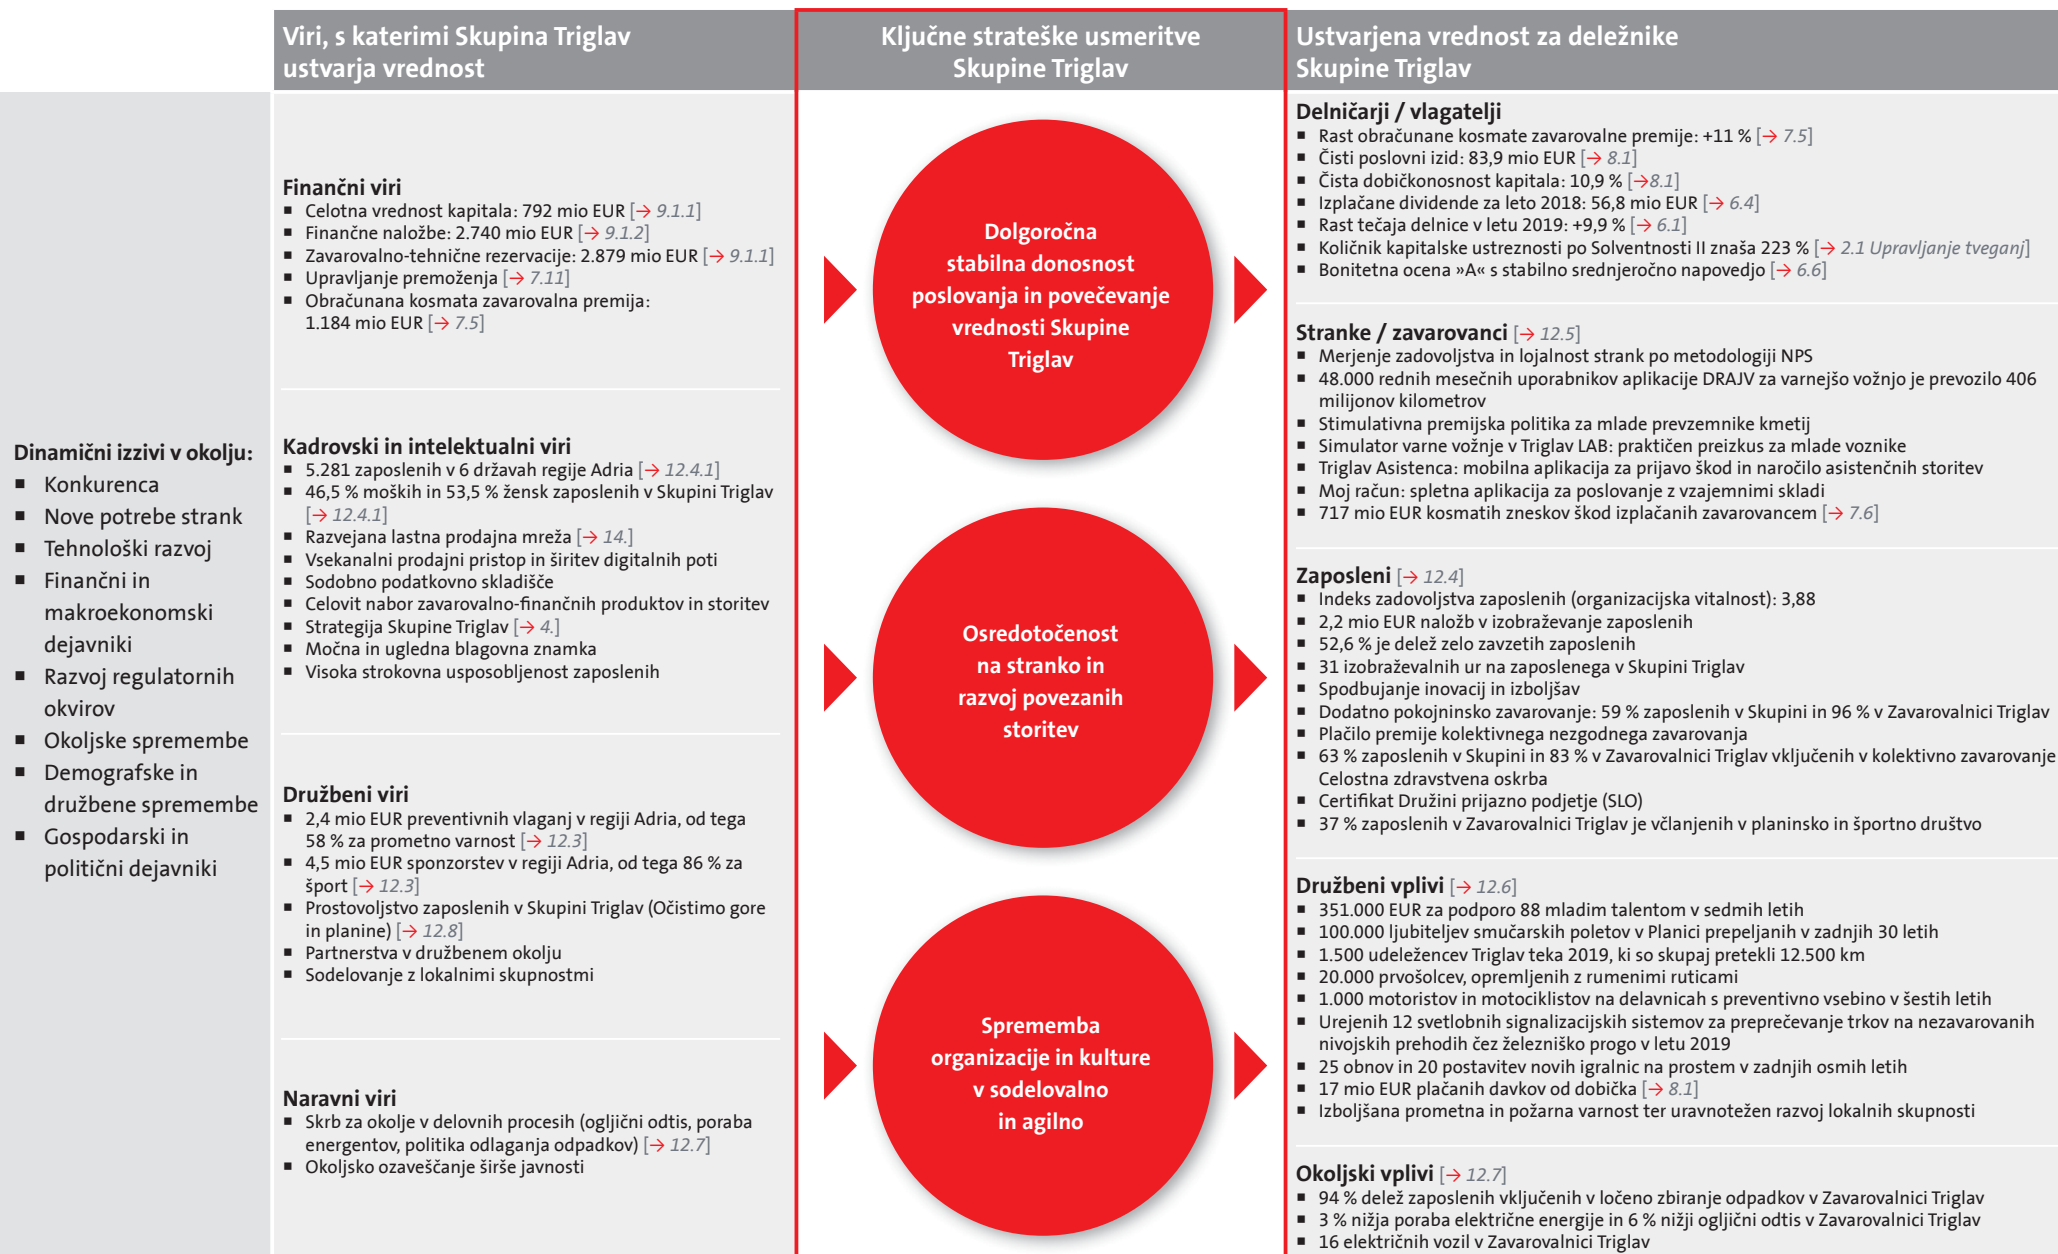 Viri, s katerimi Skupina Triglav
ustvarja vrednost
Ključne strateške usmeritve
Skupine Triglav
Ustvarjena vrednost za deležnike
Skupine Triglav
Dinamični izzivi v okolju:
■ Konkurenca
■ Nove potrebe strank
■ Tehnološki razvoj
■ Finančni in
makroekonomski
dejavniki
■ Razvoj regulatornih
okvirov
■ Okoljske spremembe
■ Demografske in
družbene spremembe
■ Gospodarski in
politični dejavniki
Finančni viri
■ Celotna vrednost kapitala: 792 mio EUR [→ 9.1.1]
■ Finančne naložbe: 2.740 mio EUR [→ 9.1.2]
■ Zavarovalno-tehnične rezervacije: 2.879 mio EUR [→ 9.1.1]
■ Upravljanje premoženja [→ 7.11]
■ Obračunana kosmata zavarovalna premija:
1.184 mio EUR [→ 7.5]
Kadrovski in intelektualni viri
■ 5.281 zaposlenih v 6 državah regije Adria [→ 12.4.1]
■ 46,5 % moških in 53,5 % žensk zaposlenih v Skupini Triglav
[→ 12.4.1]
■ Razvejana lastna prodajna mreža [→ 14.]
■ Vsekanalni prodajni pristop in širitev digitalnih poti
■ Sodobno podatkovno skladišče
■ Celovit nabor zavarovalno-finančnih produktov in storitev
■ Strategija Skupine Triglav [→ 4.]
■ Močna in ugledna blagovna znamka
■ Visoka strokovna usposobljenost zaposlenih
Družbeni viri
■ 2,4 mio EUR preventivnih vlaganj v regiji Adria, od tega
58 % za prometno varnost [→ 12.3]
■ 4,5 mio EUR sponzorstev v regiji Adria, od tega 86 % za
šport [→ 12.3]
■ Prostovoljstvo zaposlenih v Skupini Triglav (Očistimo gore
in planine) [→ 12.8]
■ Partnerstva v družbenem okolju
■ Sodelovanje z lokalnimi skupnostmi
Naravni viri
■ Skrb za okolje v delovnih procesih (ogljični odtis, poraba
energentov, politika odlaganja odpadkov) [→ 12.7]
■ Okoljsko ozaveščanje širše javnosti
Dolgoročna
stabilna donosnost
poslovanja in povečevanje
vrednosti Skupine
Triglav
Osredotočenost
na stranko in
razvoj povezanih
storitev
Sprememba
organizacije in kulture
v sodelovalno
in agilno
Delničarji / vlagatelji
■ Rast obračunane kosmate zavarovalne premije: +11 % [→ 7.5]
■ Čisti poslovni izid: 83,9 mio EUR [→ 8.1]
■ Čista dobičkonosnost kapitala: 10,9 % [→8.1]
■ Izplačane dividende za leto 2018: 56,8 mio EUR [→ 6.4]
■ Rast tečaja delnice v letu 2019: +9,9 % [→ 6.1]
■ Količnik kapitalske ustreznosti po Solventnosti II znaša 223 % [→ 2.1 Upravljanje tveganj]
■ Bonitetna ocena »A« s stabilno srednjeročno napovedjo [→ 6.6]
Stranke / zavarovanci [→ 12.5]
■ Merjenje zadovoljstva in lojalnost strank po metodologiji NPS
■ 48.000 rednih mesečnih uporabnikov aplikacije DRAJV za varnejšo vožnjo je prevozilo 406
milijonov kilometrov
■ Stimulativna premijska politika za mlade prevzemnike kmetij
■ Simulator varne vožnje v Triglav LAB: praktičen preizkus za mlade voznike
■ Triglav Asistenca: mobilna aplikacija za prijavo škod in naročilo asistenčnih storitev
■ Moj račun: spletna aplikacija za poslovanje z vzajemnimi skladi
■ 717 mio EUR kosmatih zneskov škod izplačanih zavarovancem [→ 7.6]
Zaposleni [→ 12.4]
■ Indeks zadovoljstva zaposlenih (organizacijska vitalnost): 3,88
■ 2,2 mio EUR naložb v izobraževanje zaposlenih
■ 52,6 % je delež zelo zavzetih zaposlenih
■ 31 izobraževalnih ur na zaposlenega v Skupini Triglav
■ Spodbujanje inovacij in izboljšav
■ Dodatno pokojninsko zavarovanje: 59 % zaposlenih v Skupini in 96 % v Zavarovalnici Triglav
■ Plačilo premije kolektivnega nezgodnega zavarovanja
■ 63 % zaposlenih v Skupini in 83 % v Zavarovalnici Triglav vključenih v kolektivno zavarovanje
Celostna zdravstvena oskrba
■ Certifikat Družini prijazno podjetje (SLO)
■ 37 % zaposlenih v Zavarovalnici Triglav je včlanjenih v planinsko in športno društvo
Družbeni vplivi [→ 12.6]
■ 351.000 EUR za podporo 88 mladim talentom v sedmih letih
■ 100.000 ljubiteljev smučarskih poletov v Planici prepeljanih v zadnjih 30 letih
■ 1.500 udeležencev Triglav teka 2019, ki so skupaj pretekli 12.500 km
■ 20.000 prvošolcev, opremljenih z rumenimi ruticami
■ 1.000 motoristov in motociklistov na delavnicah s preventivno vsebino v šestih letih
■ Urejenih 12 svetlobnih signalizacijskih sistemov za preprečevanje trkov na nezavarovanih
nivojskih prehodih čez železniško progo v letu 2019
■ 25 obnov in 20 postavitev novih igralnic na prostem v zadnjih osmih letih
■ 17 mio EUR plačanih davkov od dobička [→ 8.1]
■ Izboljšana prometna in požarna varnost ter uravnotežen razvoj lokalnih skupnosti
Okoljski vplivi [→ 12.7]
■ 94 % delež zaposlenih vključenih v ločeno zbiranje odpadkov v Zavarovalnici Triglav
■ 3 % nižja poraba električne energije in 6 % nižji ogljični odtis v Zavarovalnici Triglav
■ 16 električnih vozil v Zavarovalnici Triglav